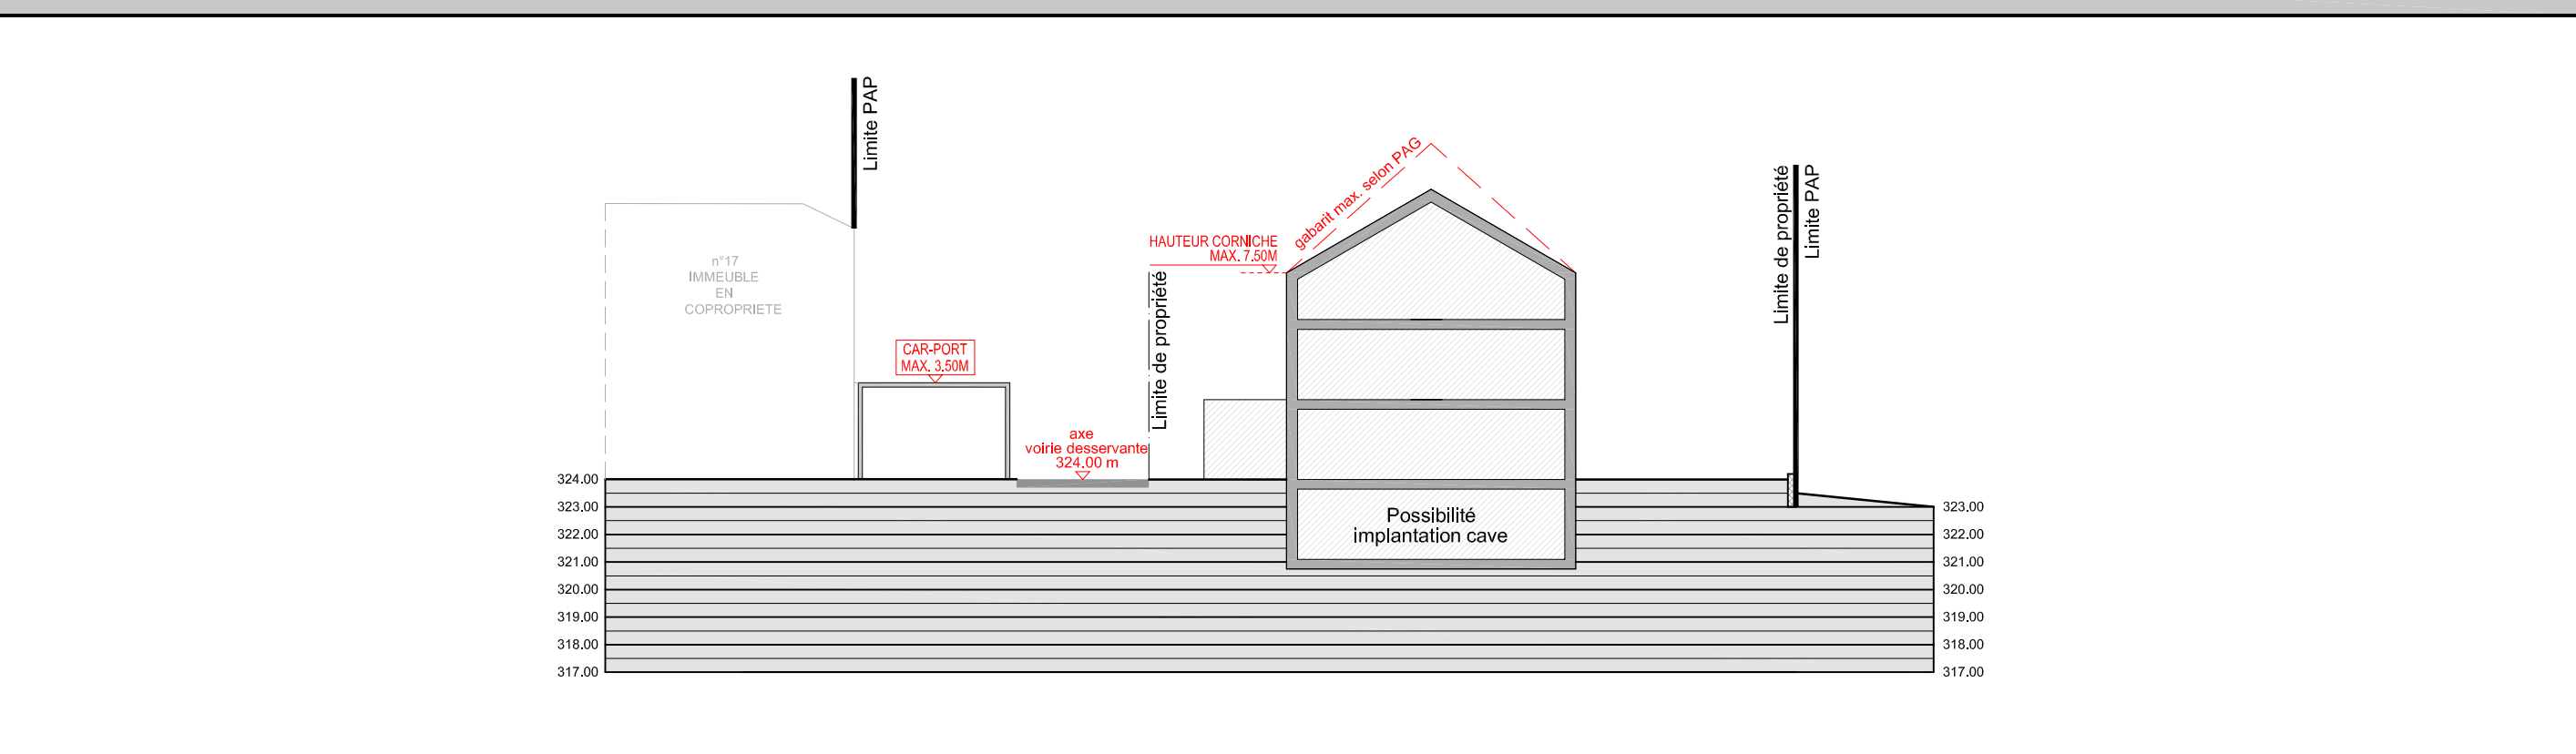 Limite PAP
n°17
IMMEUBLE
EN
COPROPRIETE
CAR-PORT
MAX. 3.50M
axe
voirie desservante
324.00 m
Limite de propriété
HAUTEUR CORNICHE
MAX. 7.50M
gabarit max. selon PAG
Possibilité
implantation cave
Limite de propriété
Limite PAP
324.00
323.00
322.00
321.00
320.00
319.00
318.00
317.00
323.00
322.00
321.00
320.00
319.00
318.00
317.00